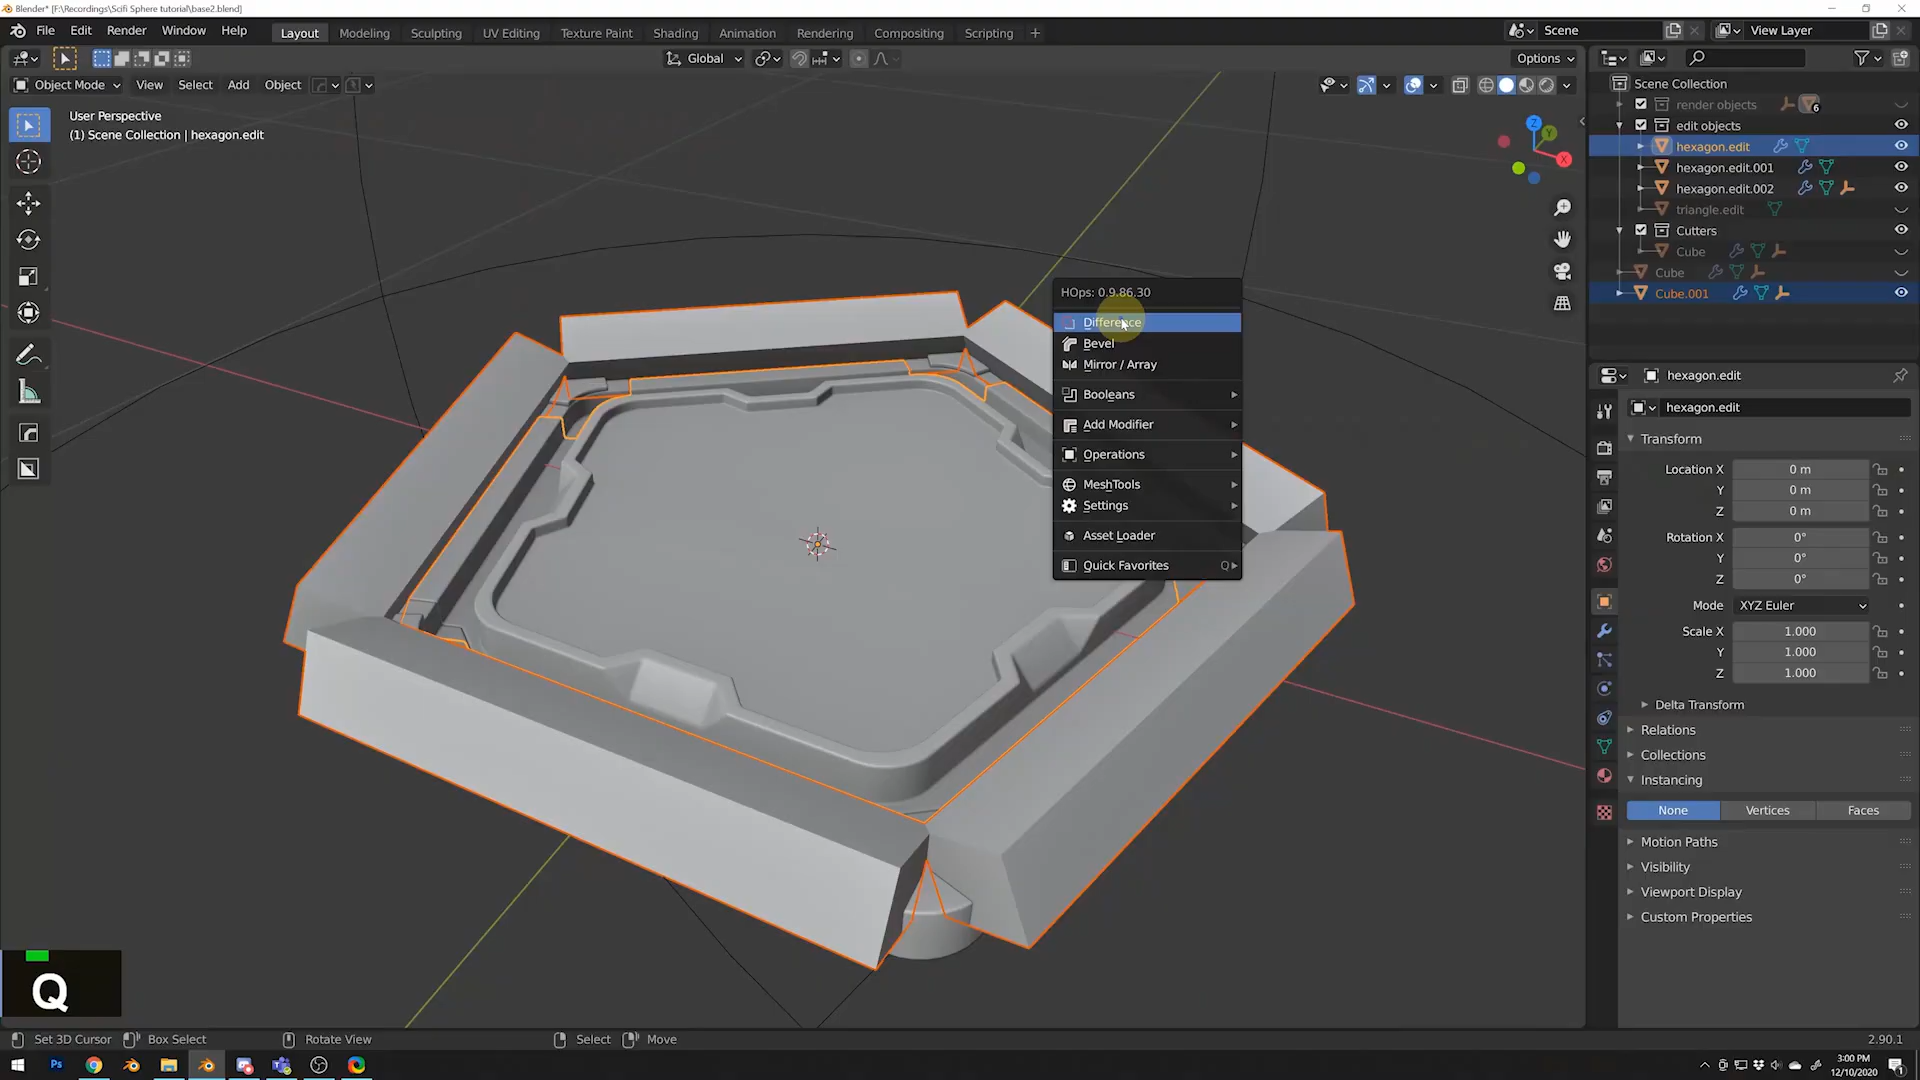 Blender* [F:\Recordings\Scifi Sphere tutorial\base2.blend]
File Edit Render Window Help
Layout Modeling Sculpting UV Editing Texture Paint Shading Animation Rendering Compositing Scripting +
Scene
View Layer
Global
Options
Object Mode View Select Add Object
User Perspective
(1) Scene Collection | hexagon.edit
Z
Y
X
HOps: 0.9.86.30
Difference
Bevel
Mirror / Array
Booleans
Add Modifier
Operations
MeshTools
Settings
Asset Loader
Quick Favorites Q
Scene Collection
render objects 6
edit objects
hexagon.edit
hexagon.edit.001
hexagon.edit.002
triangle.edit
Cutters
Cube
Cube
Cube.001
hexagon.edit
hexagon.edit
Transform
Location X 0 m
Y 0 m
Z 0 m
Rotation X 0°
Y 0°
Z 0°
Mode XYZ Euler
Scale X 1.000
Y 1.000
Z 1.000
Delta Transform
Relations
Collections
Instancing
None Vertices Faces
Motion Paths
Visibility
Viewport Display
Custom Properties
Q
Set 3D Cursor Box Select Rotate View Select Move 2.90.1
Ps
3:00 PM
12/10/2020
1